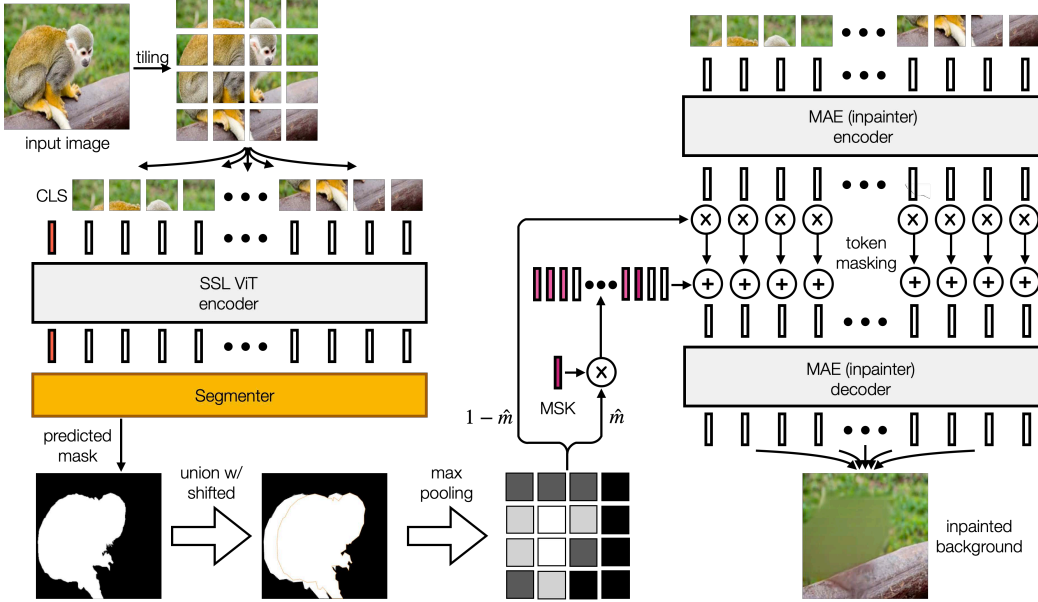 input image
tiling
CLS
SSL ViT
encoder
Segmenter
predicted
mask
union w/
shifted
max
pooling
1 − m̂
m̂
MSK
MAE (inpainter)
encoder
token
masking
MAE (inpainter)
decoder
inpainted
background